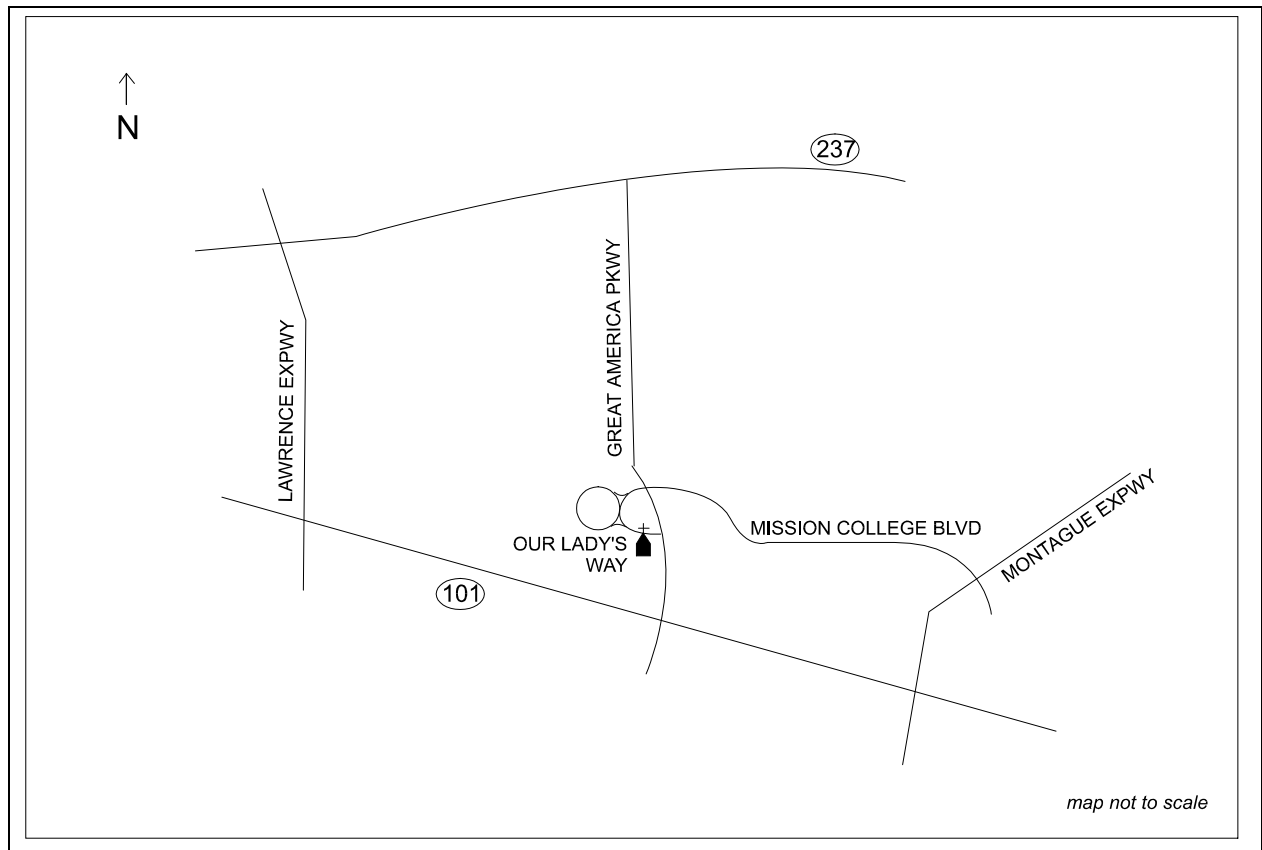 N
237
GREAT AMERICA PKWY
LAWRENCE EXPWY
MISSION COLLEGE BLVD
MONTAGUE EXPWY
OUR LADY'S
WAY
101
map not to scale